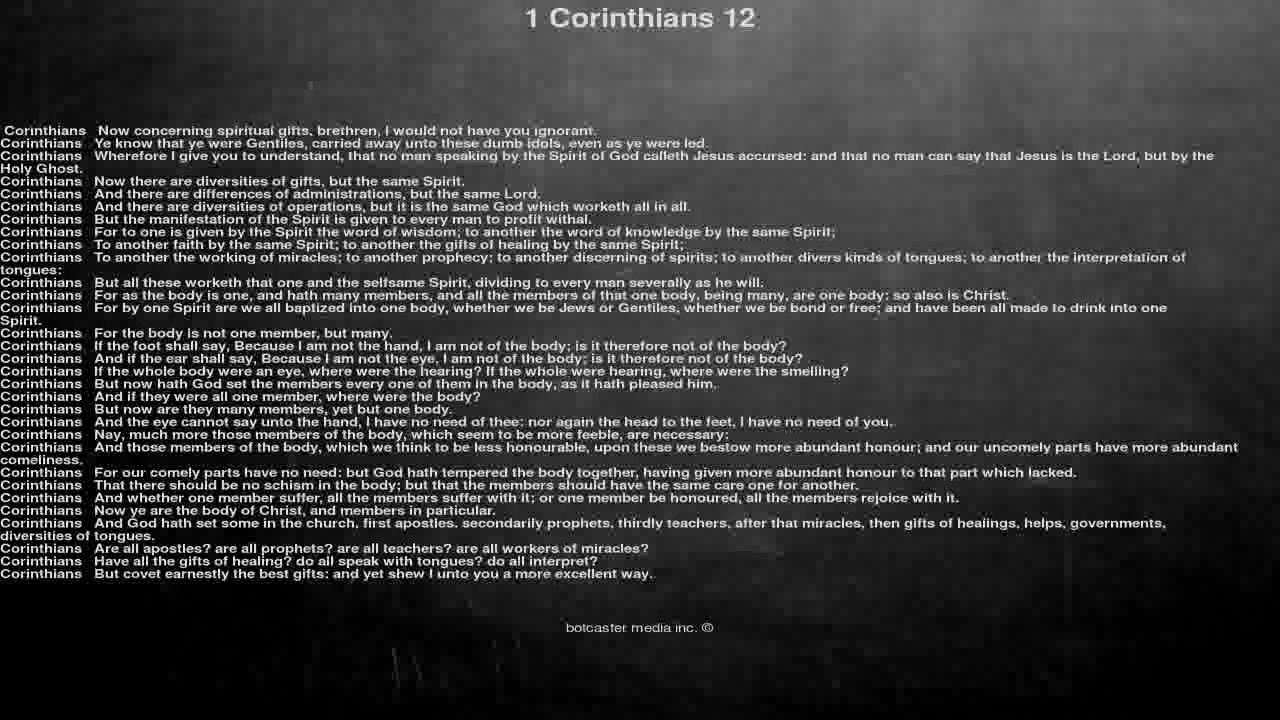 1 Corinthians 12
Corinthians Now concerning spiritual gifts, brethren, I would not have you ignorant.
Corinthians Ye know that ye were Gentiles, carried away unto these dumb idols, even as ye were led.
Corinthians Wherefore I give you to understand, that no man speaking by the Spirit of God calleth Jesus accursed: and that no man can say that Jesus is the Lord, but by the
Holy Ghost.
Corinthians Now there are diversities of gifts, but the same Spirit.
Corinthians And there are differences of administrations, but the same Lord.
Corinthians And there are diversities of operations, but it is the same God which worketh all in all.
Corinthians But the manifestation of the Spirit is given to every man to profit withal.
Corinthians For to one is given by the Spirit the word of wisdom; to another the word of knowledge by the same Spirit;
Corinthians To another faith by the same Spirit; to another the gifts of healing by the same Spirit;
Corinthians To another the working of miracles; to another prophecy; to another discerning of spirits; to another divers kinds of tongues; to another the interpretation of
tongues:
Corinthians But all these worketh that one and the selfsame Spirit, dividing to every man severally as he will.
Corinthians For as the body is one, and hath many members, and all the members of that one body, being many, are one body: so also is Christ.
Corinthians For by one Spirit are we all baptized into one body, whether we be Jews or Gentiles, whether we be bond or free; and have been all made to drink into one
Spirit.
Corinthians For the body is not one member, but many.
Corinthians If the foot shall say, Because I am not the hand, I am not of the body; is it therefore not of the body?
Corinthians And if the ear shall say, Because I am not the eye, I am not of the body; is it therefore not of the body?
Corinthians If the whole body were an eye, where were the hearing? If the whole were hearing, where were the smelling?
Corinthians But now hath God set the members every one of them in the body, as it hath pleased him.
Corinthians And if they were all one member, where were the body?
Corinthians But now are they many members, yet but one body.
Corinthians And the eye cannot say unto the hand, I have no need of thee: nor again the head to the feet, I have no need of you.
Corinthians Nay, much more those members of the body, which seem to be more feeble, are necessary:
Corinthians And those members of the body, which we think to be less honourable, upon these we bestow more abundant honour; and our uncomely parts have more abundant
comeliness.
Corinthians For our comely parts have no need: but God hath tempered the body together, having given more abundant honour to that part which lacked.
Corinthians That there should be no schism in the body; but that the members should have the same care one for another.
Corinthians And whether one member suffer, all the members suffer with it; or one member be honoured, all the members rejoice with it.
Corinthians Now ye are the body of Christ, and members in particular.
Corinthians And God hath set some in the church, first apostles, secondarily prophets, thirdly teachers, after that miracles, then gifts of healings, helps, governments,
diversities of tongues.
Corinthians Are all apostles? are all prophets? are all teachers? are all workers of miracles?
Corinthians Have all the gifts of healing? do all speak with tongues? do all interpret?
Corinthians But covet earnestly the best gifts: and yet shew I unto you a more excellent way.
botcaster media inc. ©